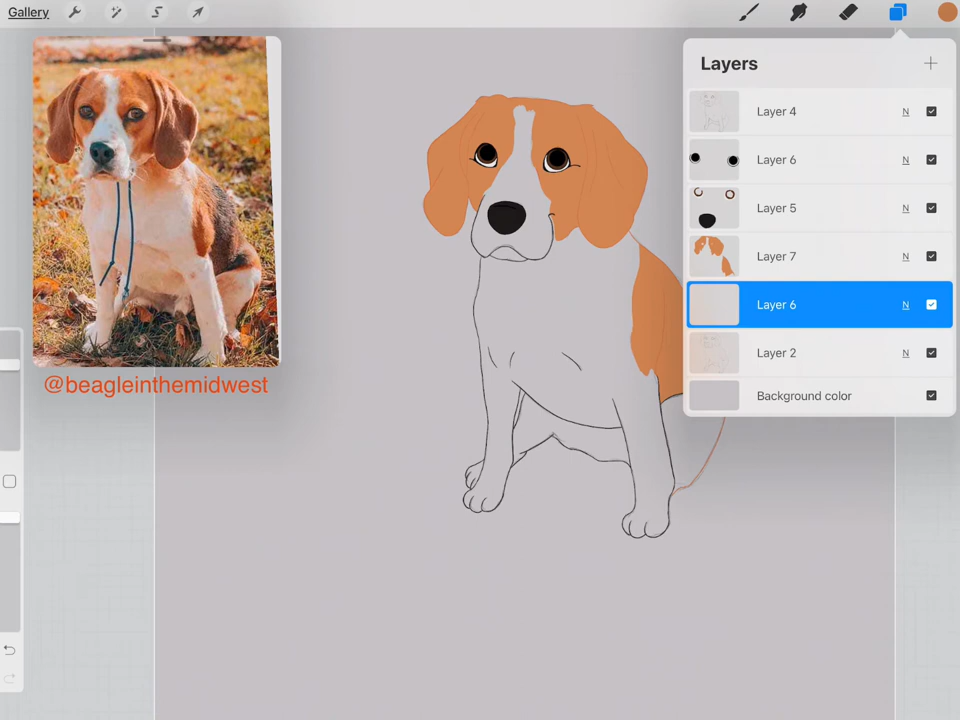 Gallery
Layers
Layer 4 N
Layer 6 N
Layer 5 N
Layer 7 N
Layer 6 N
Layer 2 N
Background color
@beagleinthemidwest